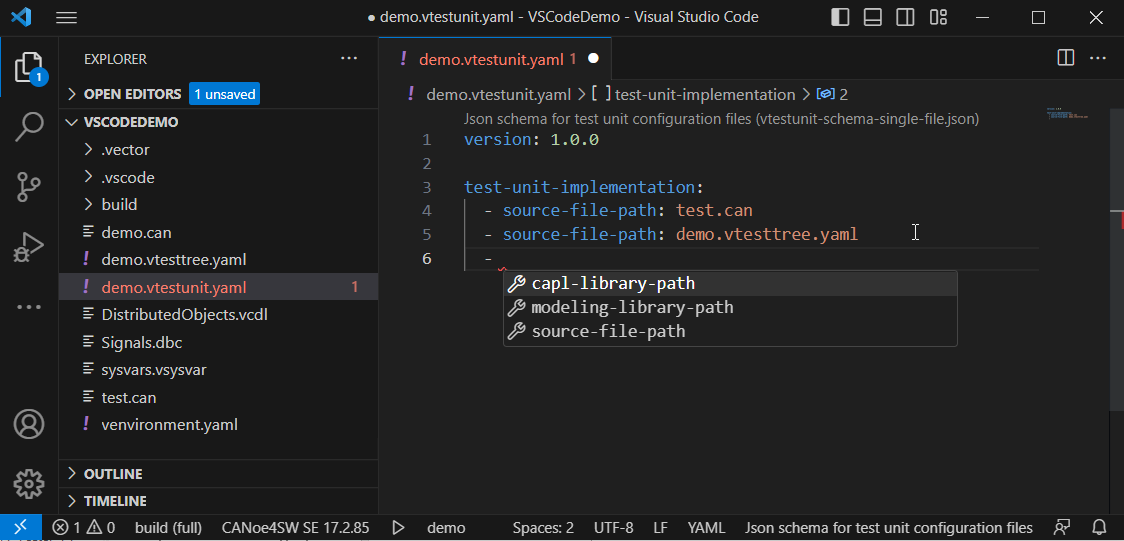 ● demo.vtestunit.yaml - VSCodeDemo - Visual Studio Code
EXPLORER
1
OPEN EDITORS 1 unsaved
VSCODEDEMO
.vector
.vscode
build
demo.can
! demo.vtesttree.yaml
! demo.vtestunit.yaml 1
DistributedObjects.vcdl
Signals.dbc
sysvars.vsysvar
test.can
! venvironment.yaml
OUTLINE
TIMELINE
! demo.vtestunit.yaml 1 ●
! demo.vtestunit.yaml > [ ] test-unit-implementation > 2
Json schema for test unit configuration files (vtestunit-schema-single-file.json)
1 version: 1.0.0
2
3 test-unit-implementation:
4 - source-file-path: test.can
5 - source-file-path: demo.vtesttree.yaml
6 -
capl-library-path
modeling-library-path
source-file-path
1 0 build (full) CANoe4SW SE 17.2.85 demo Spaces: 2 UTF-8 LF YAML Json schema for test unit configuration files